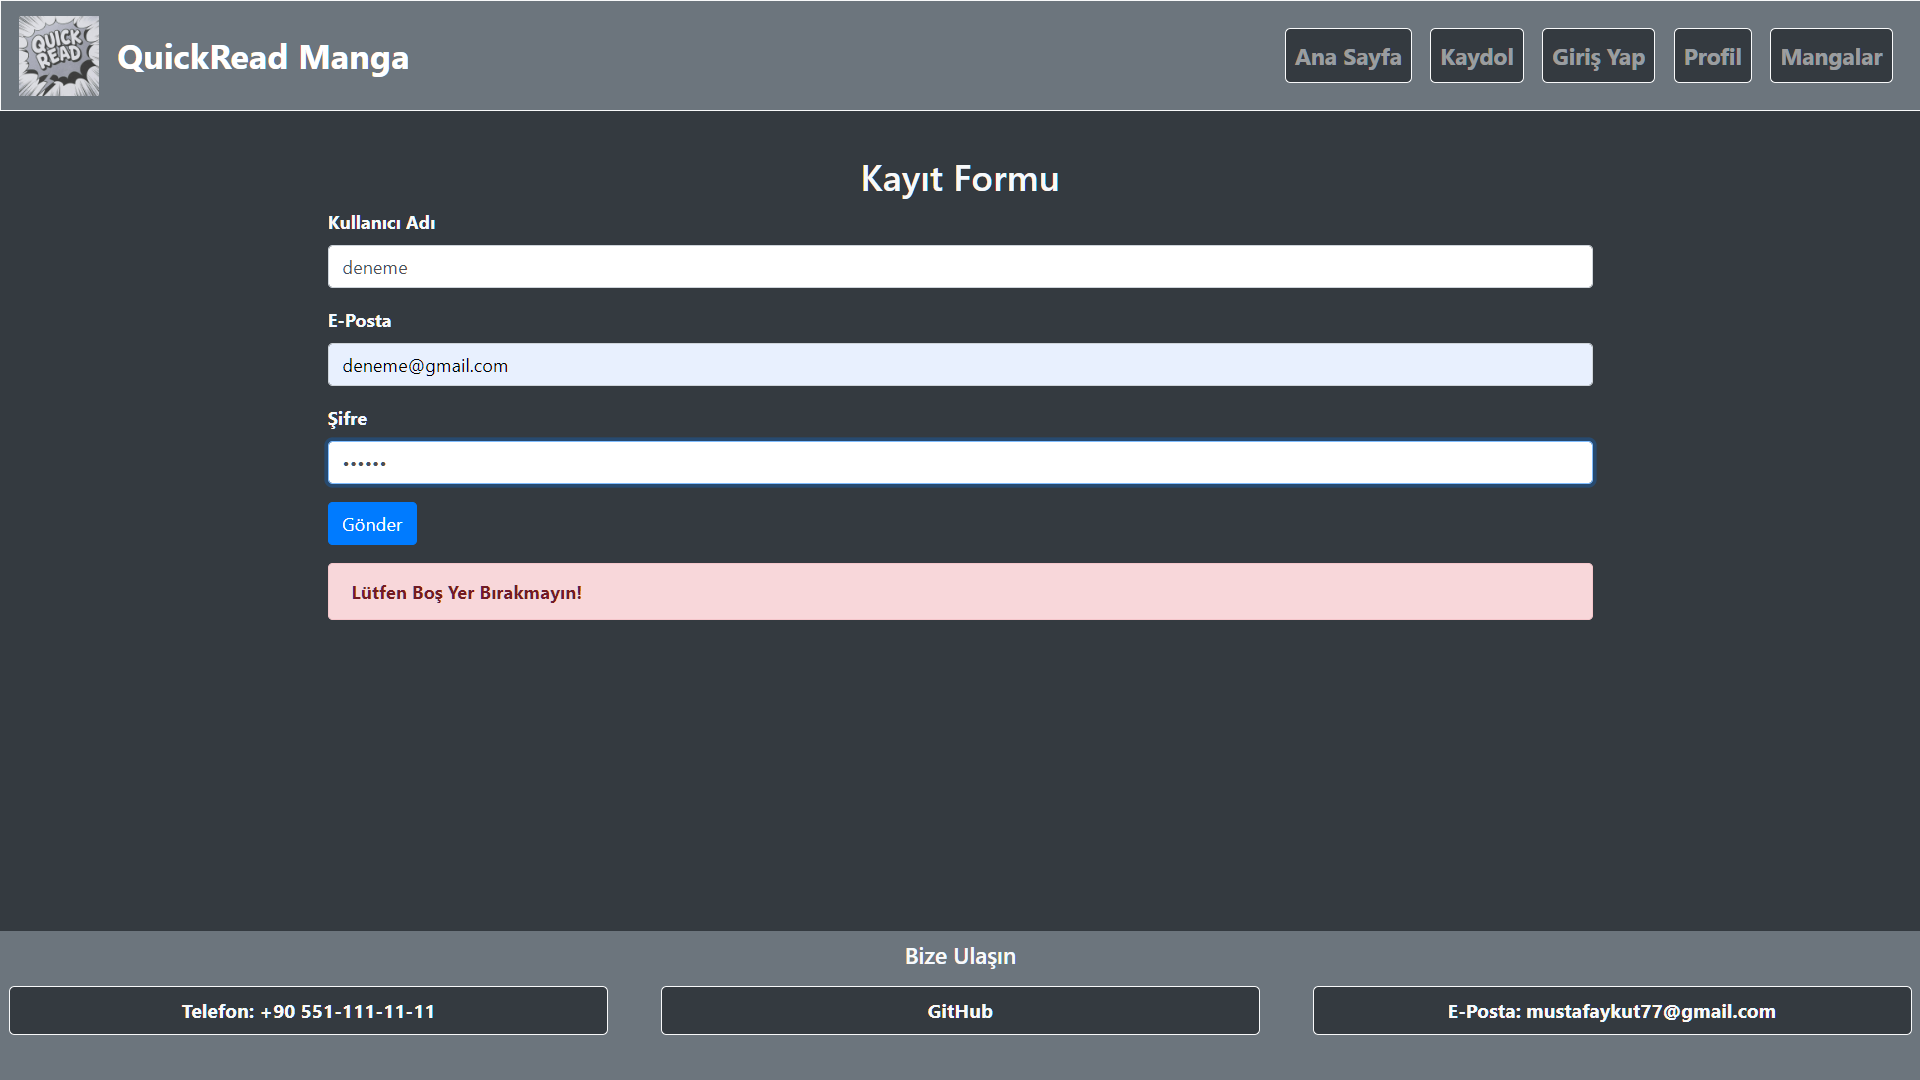 QUICK
READ
QuickRead Manga
Ana Sayfa
Kaydol
Giriş Yap
Profil
Mangalar
Kayıt Formu
Kullanıcı Adı
deneme
E-Posta
deneme@gmail.com
Şifre
••••••
Gönder
Lütfen Boş Yer Bırakmayın!
Bize Ulaşın
Telefon: +90 551-111-11-11
GitHub
E-Posta: mustafaykut77@gmail.com